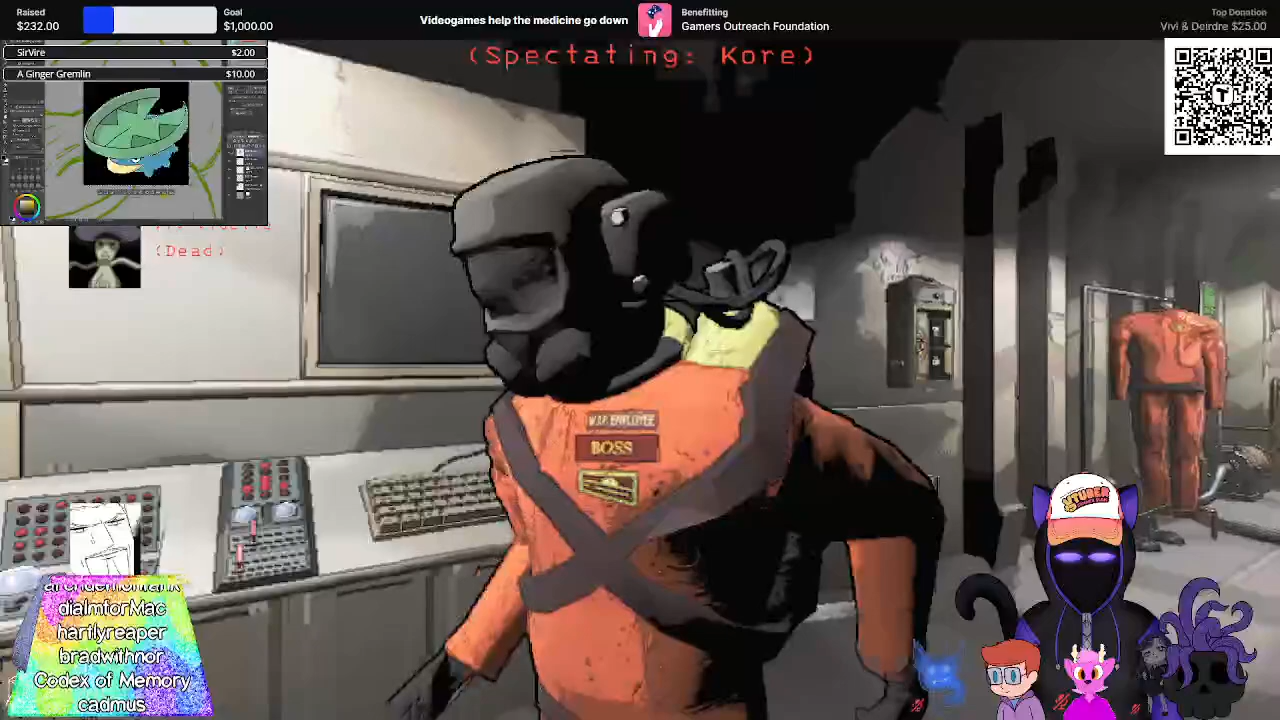 Raised
$232.00
Goal
$1,000.00
Videogames help the medicine go down
Benefitting
Gamers Outreach Foundation
Top Donation
Vivi & Deirdre $25.00
SirVire $2.00
A Ginger Gremlin $10.00
(Spectating: Kore)
(Dead)
BOSS
VTUBER
dialmforMac
harilyreaper
bradwithnor
Codex of Memory
cadmus